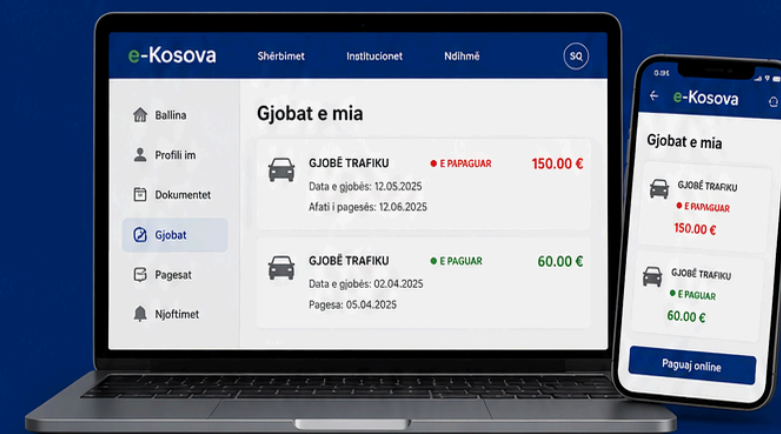 e-Kosova
Shërbimet
Institucionet
Ndihmë
SQ
Ballina
Profili im
Dokumentet
Gjobat
Pagesat
Njoftimet
Gjobat e mia
GJOBË TRAFIKU
E PAPAGUAR
150.00 €
Data e gjobës: 12.05.2025
Afati i pagesës: 12.06.2025
GJOBË TRAFIKU
E PAGUAR
60.00 €
Data e gjobës: 02.04.2025
Pagesa: 05.04.2025
e-Kosova
Gjobat e mia
GJOBË TRAFIKU
E PAPAGUAR
150.00 €
GJOBË TRAFIKU
E PAGUAR
60.00 €
Paguaj online